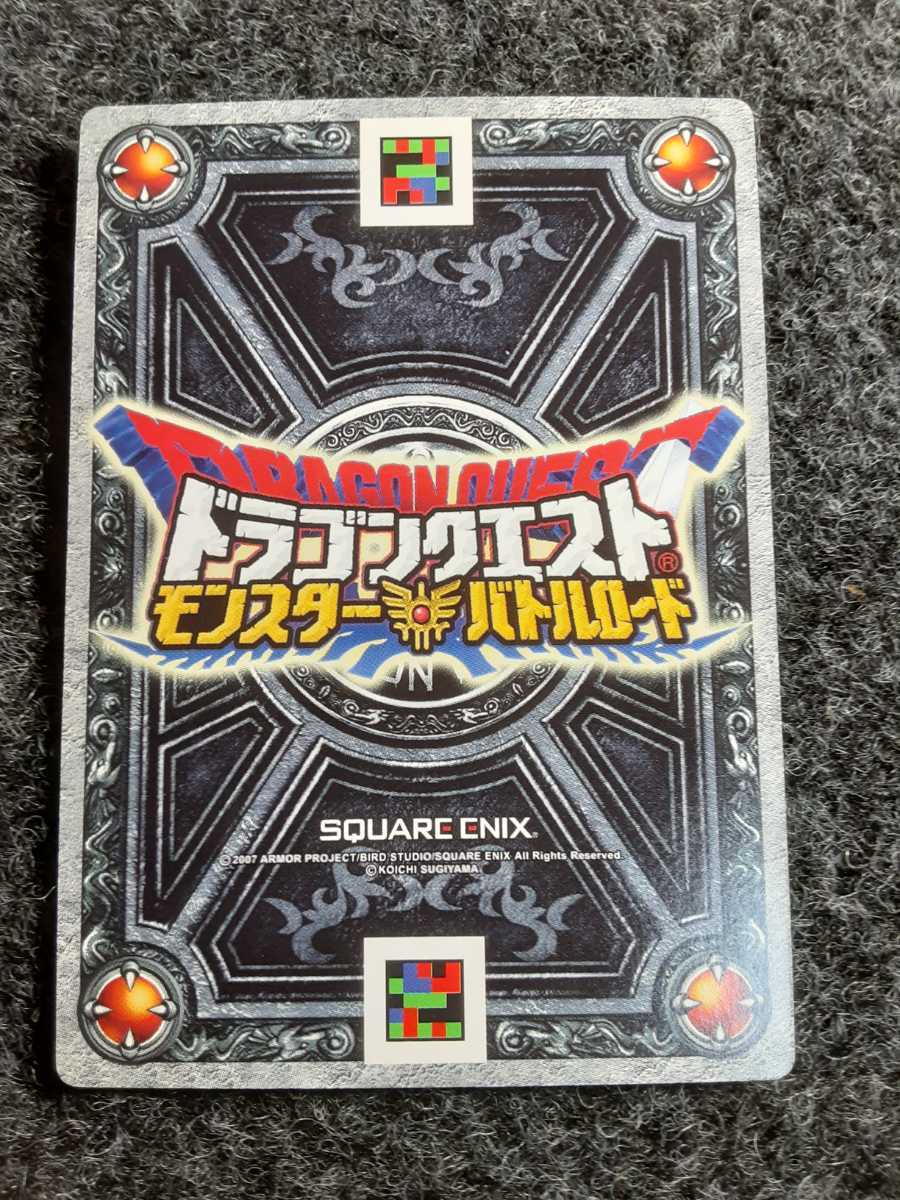 DRAGON QUEST
ドラゴンクエスト®
モンスターバトルロード
SQUARE ENIX®
© 2007 ARMOR PROJECT/BIRD STUDIO/SQUARE ENIX All Rights Reserved.
© KOICHI SUGIYAMA